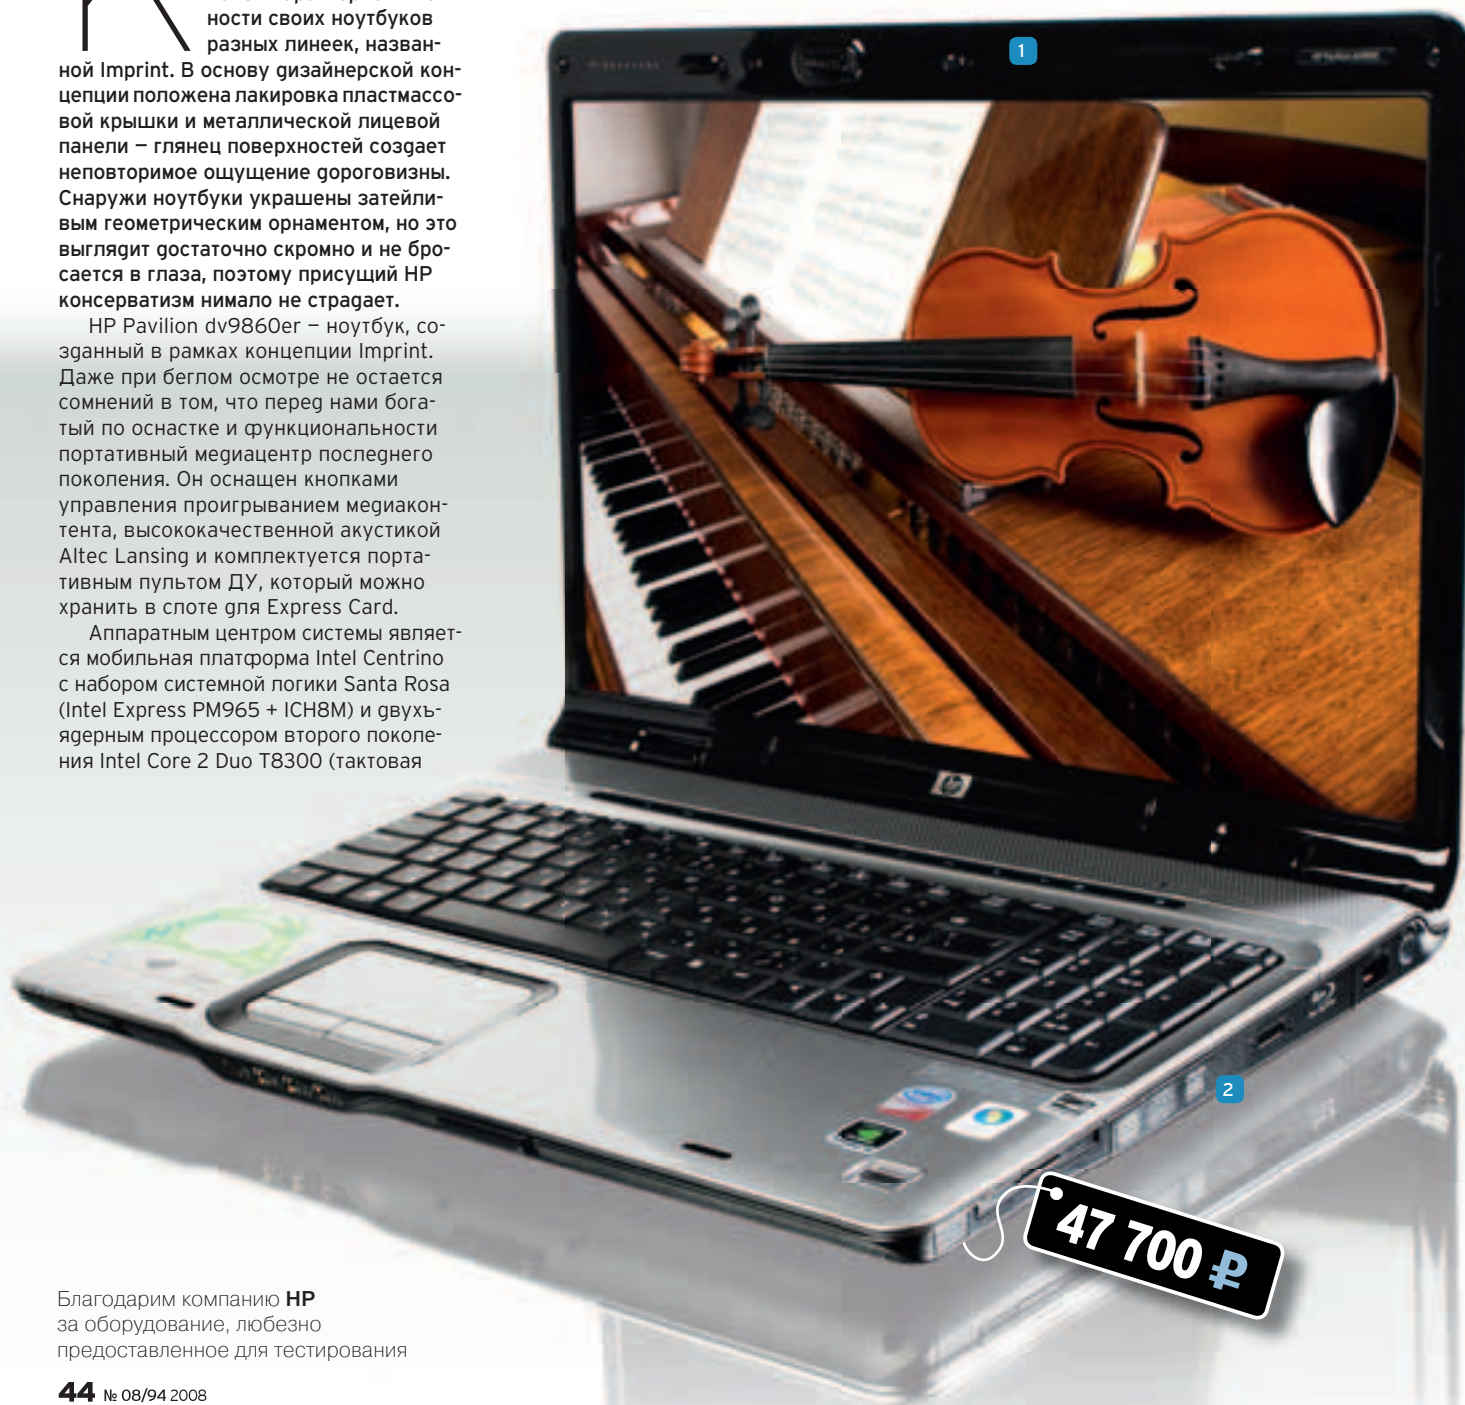 ности своих ноутбуков
разных линеек, назван-
ной Imprint. В основу дизайнерской кон-
цепции положена лакировка пластмассо-
вой крышки и металлической лицевой
панели – глянец поверхностей создает
неповторимое ощущение дороговизны.
Снаружи ноутбуки украшены затейли-
вым геометрическим орнаментом, но это
выглядит достаточно скромно и не бро-
сается в глаза, поэтому присущий HP
консерватизм нимало не страдает.
HP Pavilion dv9860er – ноутбук, со-
зданный в рамках концепции Imprint.
Даже при беглом осмотре не остается
сомнений в том, что перед нами бога-
тый по оснастке и функциональности
портативный медиацентр последнего
поколения. Он оснащен кнопками
управления проигрыванием медиакон-
тента, высококачественной акустикой
Altec Lansing и комплектуется порта-
тивным пультом ДУ, который можно
хранить в слоте для Express Card.
Аппаратным центром системы являет-
ся мобильная платформа Intel Centrino
с набором системной логики Santa Rosa
(Intel Express PM965 + ICH8M) и двухъ-
ядерным процессором второго поколе-
ния Intel Core 2 Duo T8300 (тактовая
1
hp
2
47 700 ₽
Благодарим компанию HP
за оборудование, любезно
предоставленное для тестирования
44 № 08/94 2008